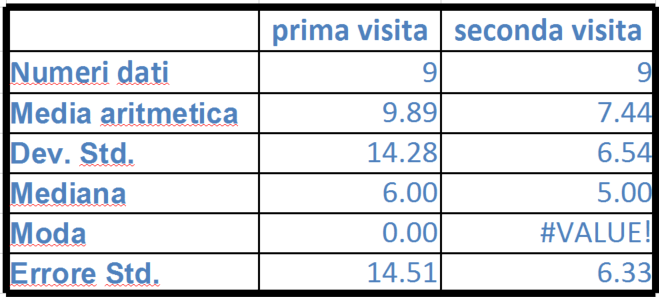 prima visita seconda visita
Numeri dati 9 9
Media aritmetica 9.89 7.44
Dev. Std. 14.28 6.54
Mediana 6.00 5.00
Moda 0.00 #VALUE!
Errore Std. 14.51 6.33